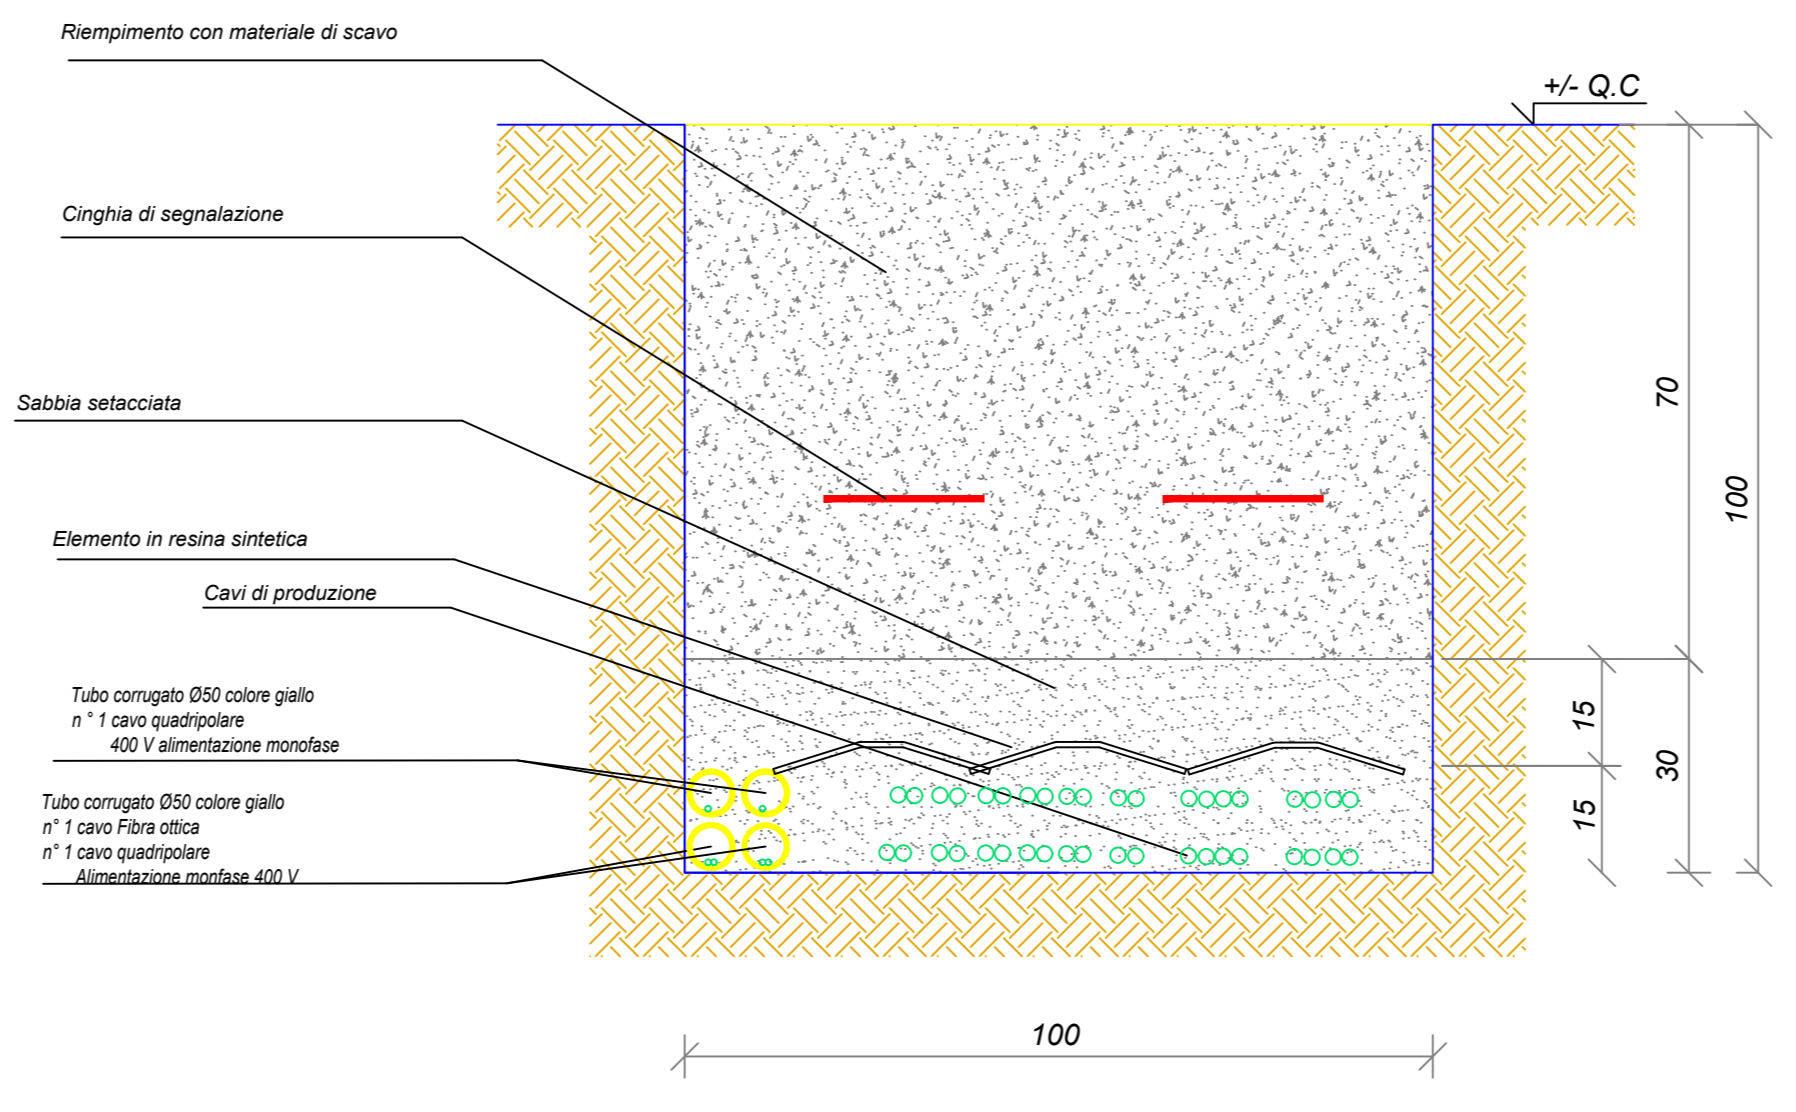 Riempimento con materiale di scavo
+/- Q.C
Cinghia di segnalazione
Sabbia setacciata
Elemento in resina sintetica
Cavi di produzione
Tubo corrugato Ø50 colore giallo
n ° 1 cavo quadripolare
400 V alimentazione monofase
Tubo corrugato Ø50 colore giallo
n° 1 cavo Fibra ottica
n° 1 cavo quadripolare
Alimentazione monfase 400 V
70
100
15
30
15
100